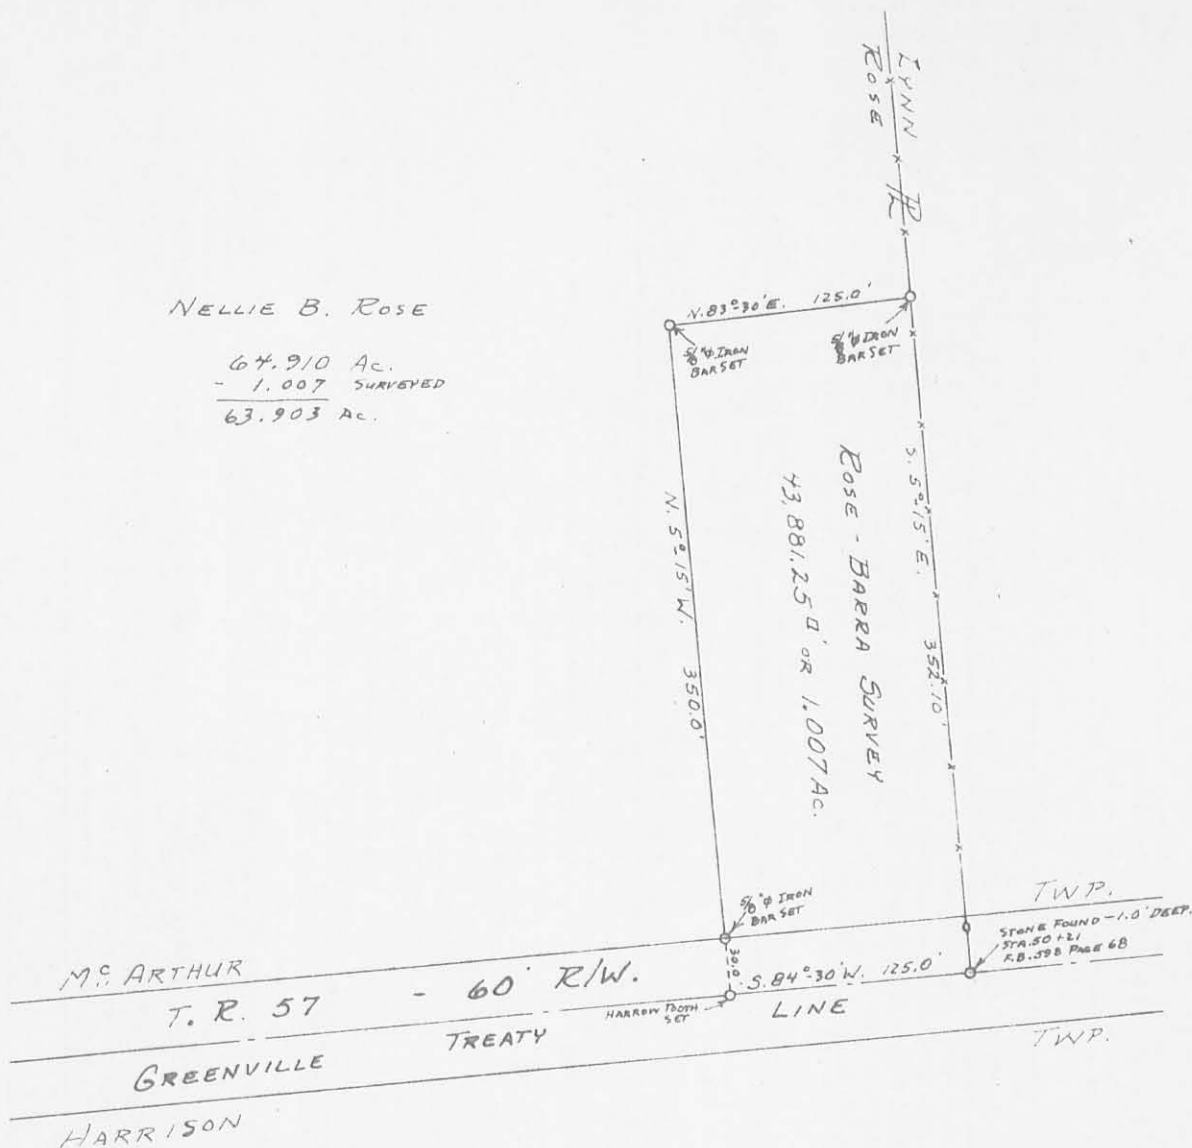 LYNN
ROSE
PL
NELLIE B. ROSE
64.910 Ac.
- 1.007 SURVEYED
63.903 Ac.
N. 83°-30' E. 125.0'
5/8"φ IRON
BAR SET
5/8"φ IRON
BAR SET
N. 5°-15' W. 350.0'
ROSE - BARRA SURVEY
43,881.25 □' OR 1.007 Ac.
S. 5°-15' E. 352.10'
5/8"φ IRON
BAR SET
30.0'
TWP.
STONE FOUND - 1.0' DEEP.
STA. 50+21
F.B. 598 PAGE 68
Mc ARTHUR
T. R. 57 - 60' R/W.
S. 84°-30' W. 125.0'
HARROW TOOTH
SET
GREENVILLE TREATY LINE
TWP.
HARRISON